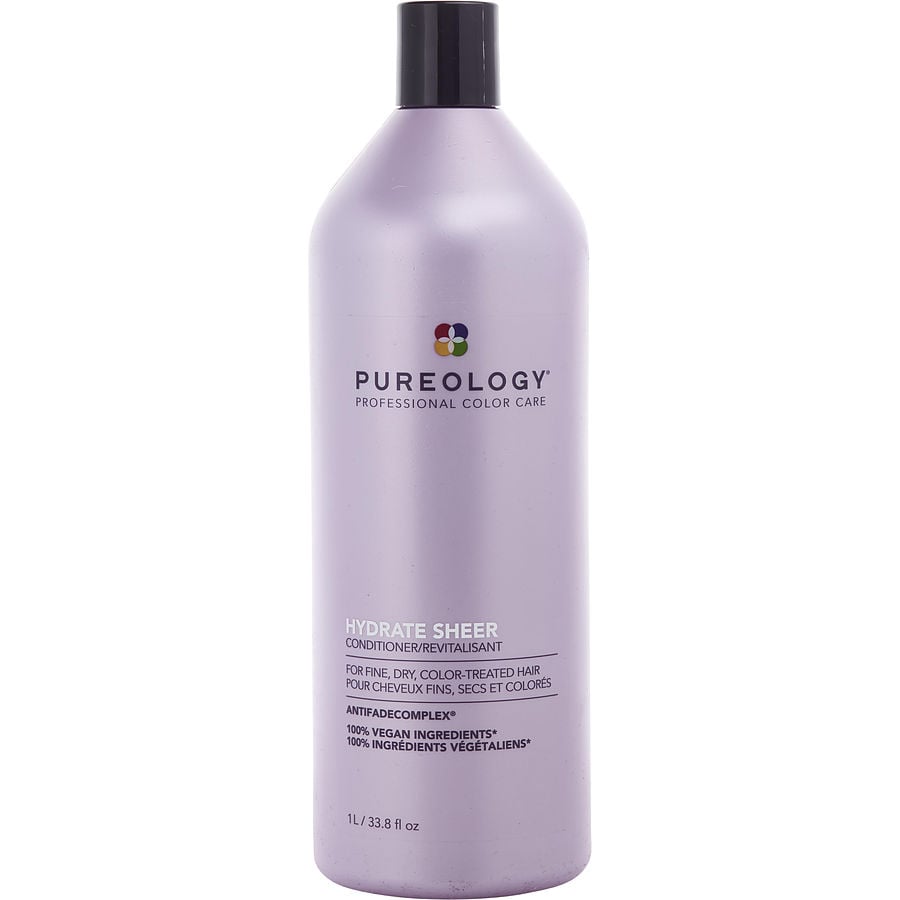 PUREOLOGY®
PROFESSIONAL COLOR CARE
HYDRATE SHEER
CONDITIONER/REVITALISANT
FOR FINE, DRY, COLOR-TREATED HAIR
POUR CHEVEUX FINS, SECS ET COLORÉS
ANTIFADECOMPLEX®
100% VEGAN INGREDIENTS*
100% INGRÉDIENTS VÉGÉTALIENS*
1L / 33.8 fl oz